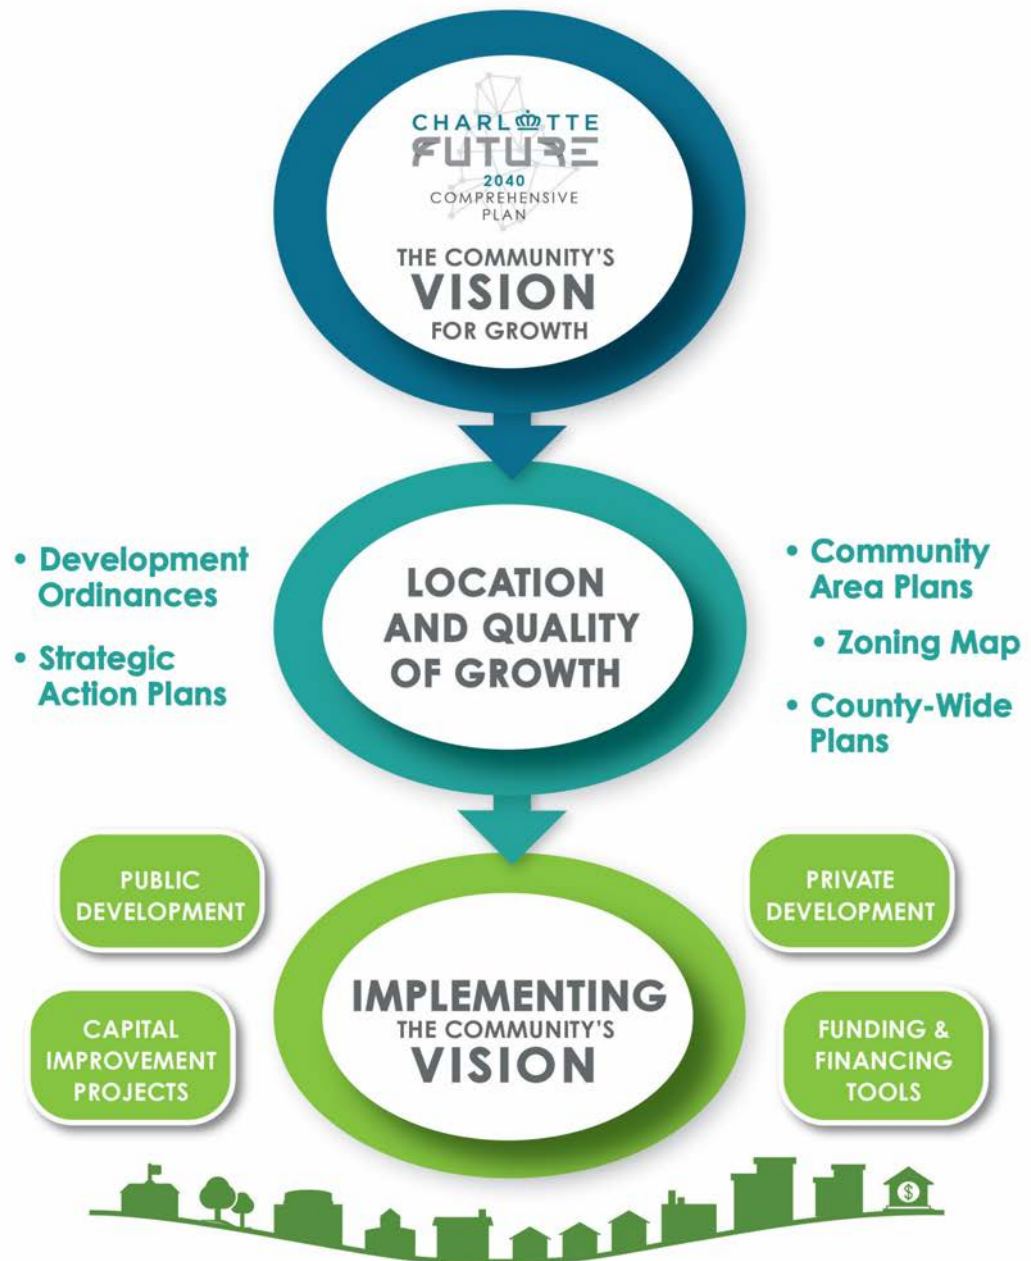 CHARLOTTE
FUTURE
2040
COMPREHENSIVE
PLAN
THE COMMUNITY'S
VISION
FOR GROWTH
• Development
Ordinances
• Strategic
Action Plans
LOCATION
AND QUALITY
OF GROWTH
• Community
Area Plans
• Zoning Map
• County-Wide
Plans
PUBLIC
DEVELOPMENT
CAPITAL
IMPROVEMENT
PROJECTS
IMPLEMENTING
THE COMMUNITY'S
VISION
PRIVATE
DEVELOPMENT
FUNDING &
FINANCING
TOOLS
$